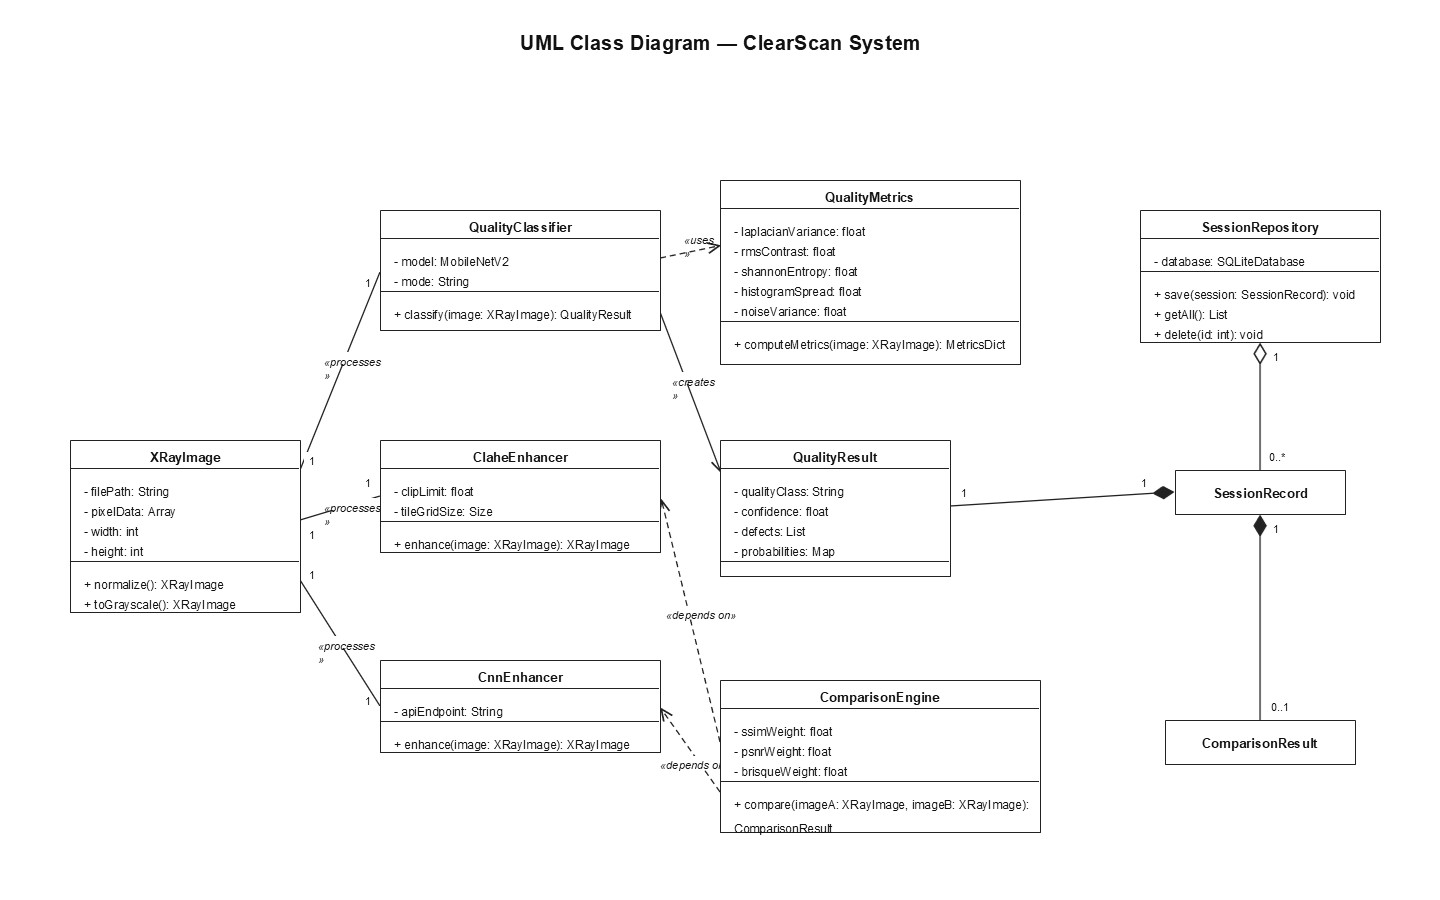 UML Class Diagram — ClearScan System
QualityMetrics
- laplacianVariance: float
- rmsContrast: float
- shannonEntropy: float
- histogramSpread: float
- noiseVariance: float
+ computeMetrics(image: XRayImage): MetricsDict
QualityClassifier
- model: MobileNetV2
- mode: String
+ classify(image: XRayImage): QualityResult
SessionRepository
- database: SQLiteDatabase
+ save(session: SessionRecord): void
+ getAll(): List
+ delete(id: int): void
«uses
»
1
1
«processes
»
«creates
»
1
XRayImage
- filePath: String
- pixelData: Array
- width: int
- height: int
+ normalize(): XRayImage
+ toGrayscale(): XRayImage
ClaheEnhancer
- clipLimit: float
- tileGridSize: Size
+ enhance(image: XRayImage): XRayImage
QualityResult
- qualityClass: String
- confidence: float
- defects: List
- probabilities: Map
0..*
SessionRecord
1
1
1
«processes
»
1
1
1
«depends on»
«processes
»
1
CnnEnhancer
- apiEndpoint: String
+ enhance(image: XRayImage): XRayImage
ComparisonEngine
- ssimWeight: float
- psnrWeight: float
- brisqueWeight: float
+ compare(imageA: XRayImage, imageB: XRayImage):
ComparisonResult
«depends on
0..1
ComparisonResult